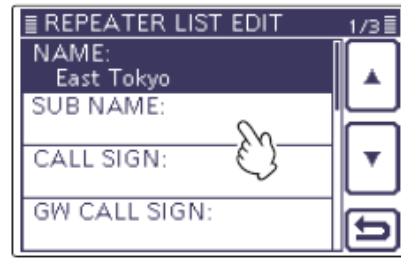 REPEATER LIST EDIT 1/3
NAME:
East Tokyo
SUB NAME:
CALL SIGN:
GW CALL SIGN: